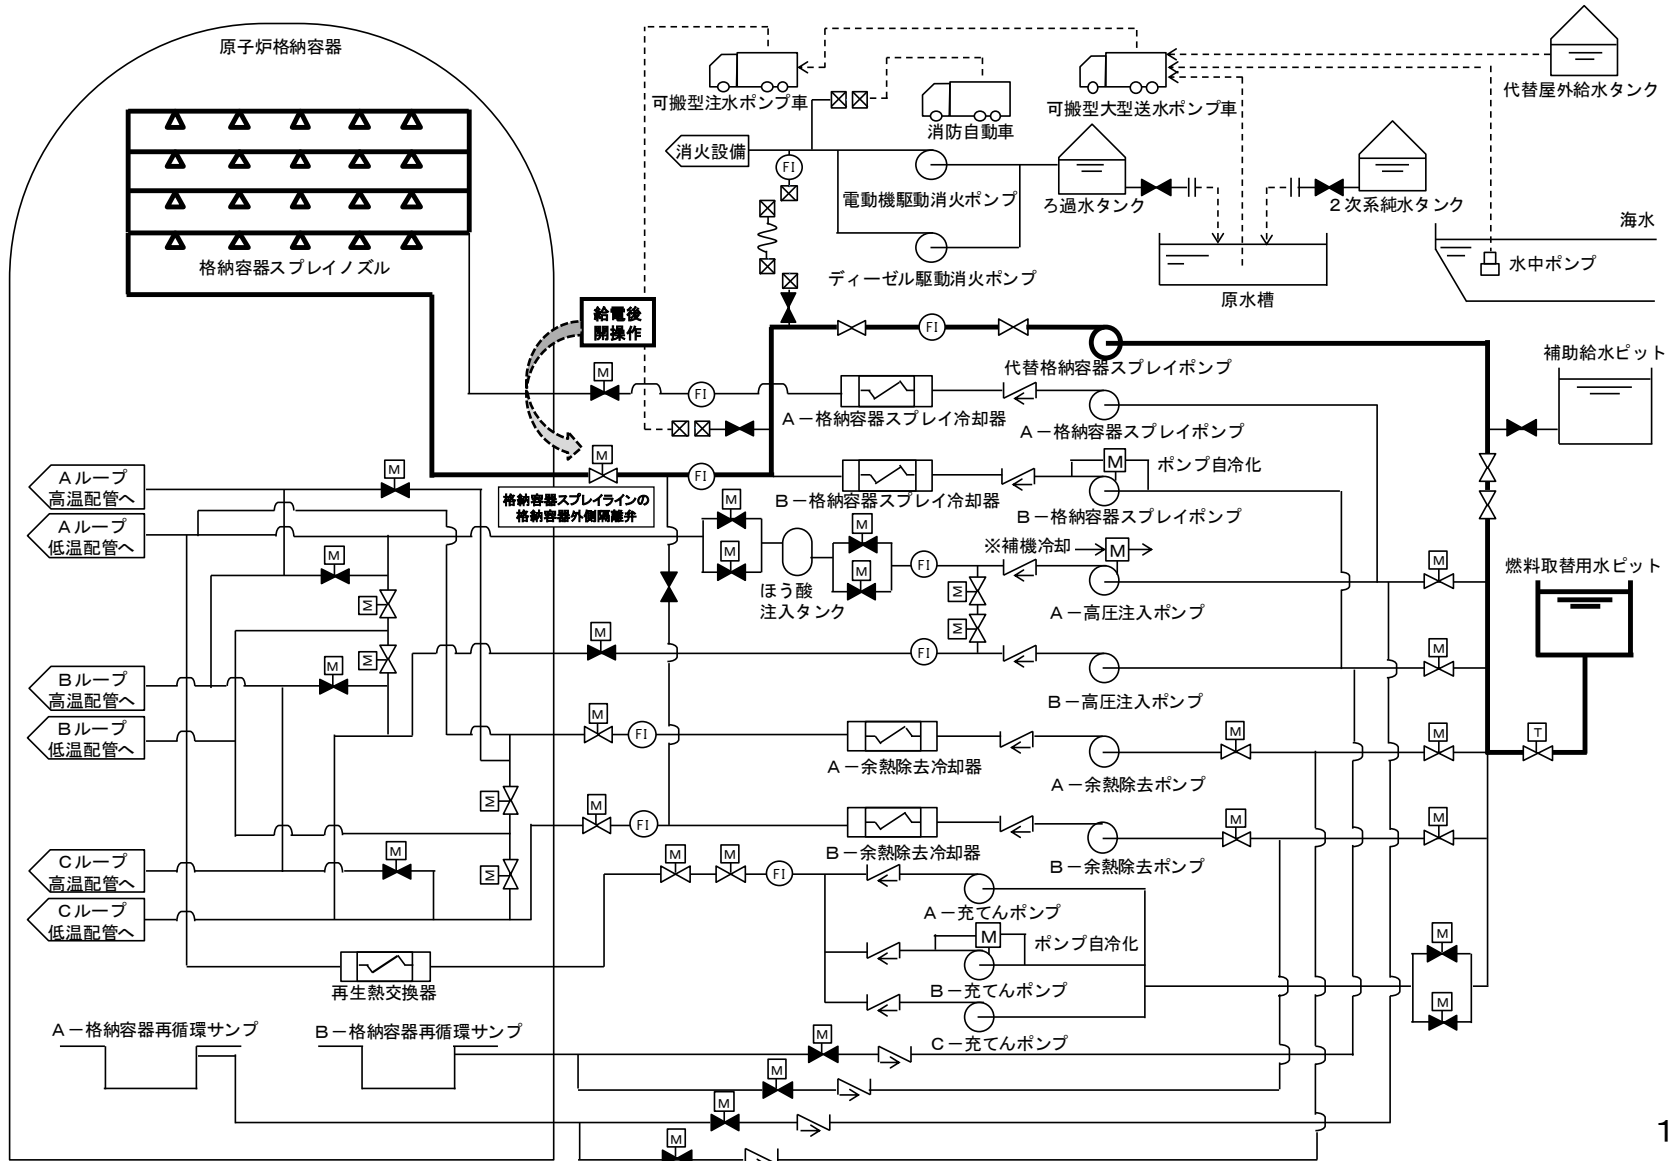 原子炉格納容器
格納容器スプレイノズル
可搬型注水ポンプ車
消防自動車
可搬型大型送水ポンプ車
代替屋外給水タンク
消火設備
FI
電動機駆動消火ポンプ
ディーゼル駆動消火ポンプ
ろ過水タンク
2次系純水タンク
原水槽
海水
水中ポンプ
給電後
開操作
FI
代替格納容器スプレイポンプ
補助給水ピット
M
FI
A-格納容器スプレイ冷却器
A-格納容器スプレイポンプ
M
FI
B-格納容器スプレイ冷却器
M
ポンプ自冷化
B-格納容器スプレイポンプ
格納容器スプレイラインの
格納容器外側隔離弁
Aループ
高温配管へ
M
Aループ
低温配管へ
M
M
M
M
ほう酸
注入タンク
M
M
FI
※補機冷却
M
A-高圧注入ポンプ
M
燃料取替用水ピット
M
M
M
M
FI
B-高圧注入ポンプ
M
Bループ
高温配管へ
M
Bループ
低温配管へ
M
FI
A-余熱除去冷却器
A-余熱除去ポンプ
M
M
T
M
M
FI
B-余熱除去冷却器
B-余熱除去ポンプ
M
M
Cループ
高温配管へ
M
M
Cループ
低温配管へ
M
M
FI
A-充てんポンプ
M
ポンプ自冷化
B-充てんポンプ
C-充てんポンプ
M
M
再生熱交換器
A-格納容器再循環サンプ
B-格納容器再循環サンプ
M
M
M
M
1